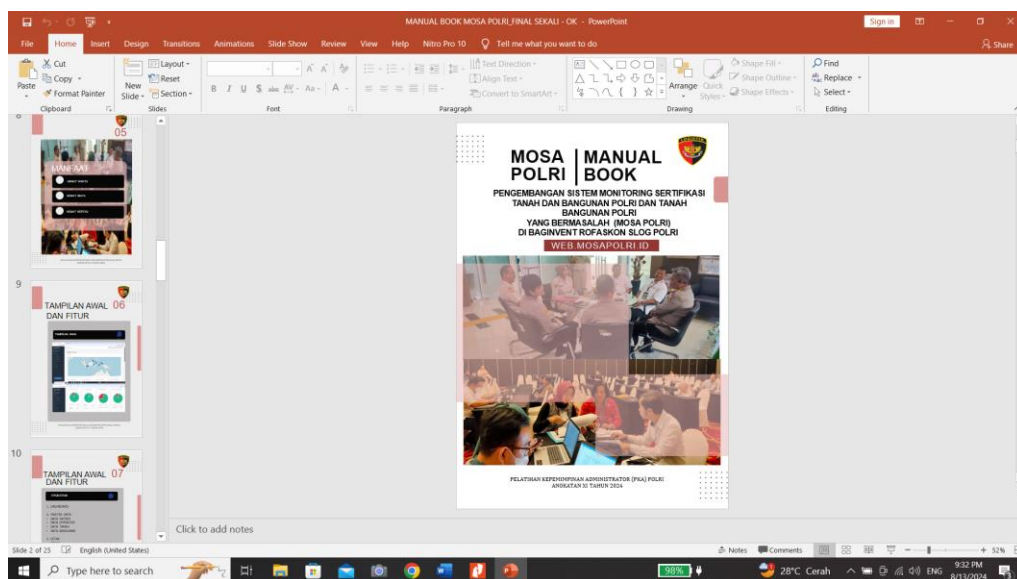 MANUAL BOOK MOSA POLRI_FINAL SEKALI - OK - PowerPoint
Sign in
File Home Insert Design Transitions Animations Slide Show Review View Help Nitro Pro 10 Tell me what you want to do Share
Paste
Cut
Copy
Format Painter
Clipboard
New Slide
Layout
Reset
Section
Slides
B I U S abc AV Aa A
Font
Text Direction
Align Text
Convert to SmartArt
Paragraph
Arrange
Quick Styles
Shape Fill
Shape Outline
Shape Effects
Drawing
Find
Replace
Select
Editing
05
MANFAAT
9
TAMPILAN AWAL 06
DAN FITUR
10
TAMPILAN AWAL 07
DAN FITUR
MOSA POLRI
MANUAL BOOK
PENGEMBANGAN SISTEM MONITORING SERTIFIKASI
TANAH DAN BANGUNAN POLRI DAN TANAH
BANGUNAN POLRI
YANG BERMASALAH (MOSA POLRI)
DI BAGINVENT ROFASKON SLOG POLRI
WEB.MOSAPOLRI.ID
PELATIHAN KEPEMIMPINAN ADMINISTRATOR (PKA) POLRI
ANGKATAN XI TAHUN 2024
Click to add notes
Slide 2 of 25 English (United States) Notes Comments 52%
Type here to search
98%
28°C Cerah
ENG
9:32 PM
8/13/2024